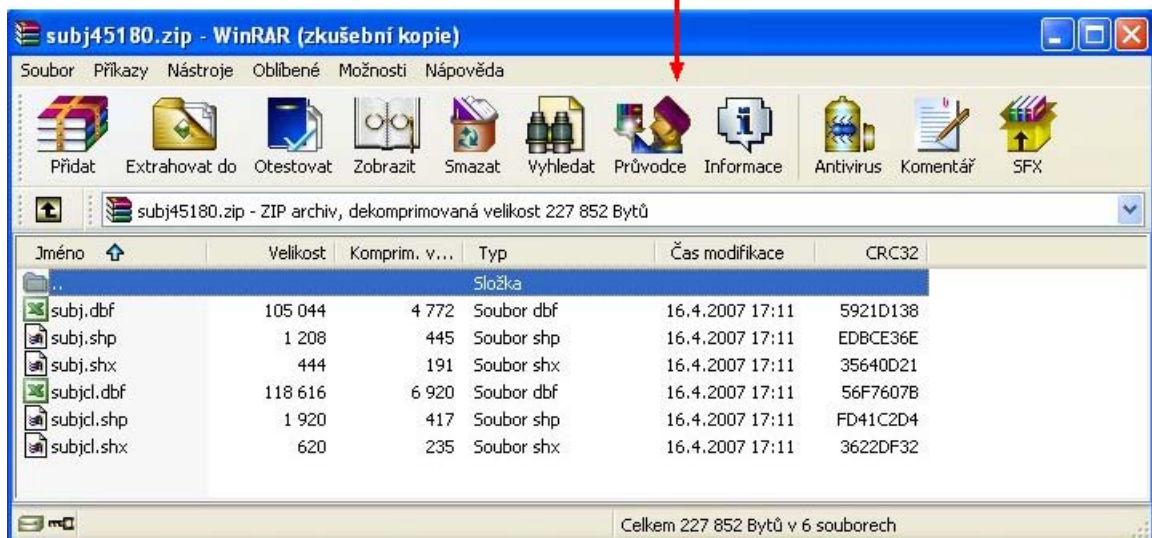 subj45180.zip - WinRAR (zkušební kopie)
Soubor Příkazy Nástroje Oblíbené Možnosti Nápověda
Přidat Extrahovat do Otestovat Zobrazit Smazat Vyhledat Průvodce Informace Antivirus Komentář SFX
subj45180.zip - ZIP archiv, dekomprimovaná velikost 227 852 Bytů
Jméno Velikost Komprim. v... Typ Čas modifikace CRC32
.. Složka
subj.dbf 105 044 4 772 Soubor dbf 16.4.2007 17:11 5921D138
subj.shp 1 208 445 Soubor shp 16.4.2007 17:11 EDBCE36E
subj.shx 444 191 Soubor shx 16.4.2007 17:11 35640D21
subjcl.dbf 118 616 6 920 Soubor dbf 16.4.2007 17:11 56F7607B
subjcl.shp 1 920 417 Soubor shp 16.4.2007 17:11 FD41C2D4
subjcl.shx 620 235 Soubor shx 16.4.2007 17:11 3622DF32
Celkem 227 852 Bytů v 6 souborech